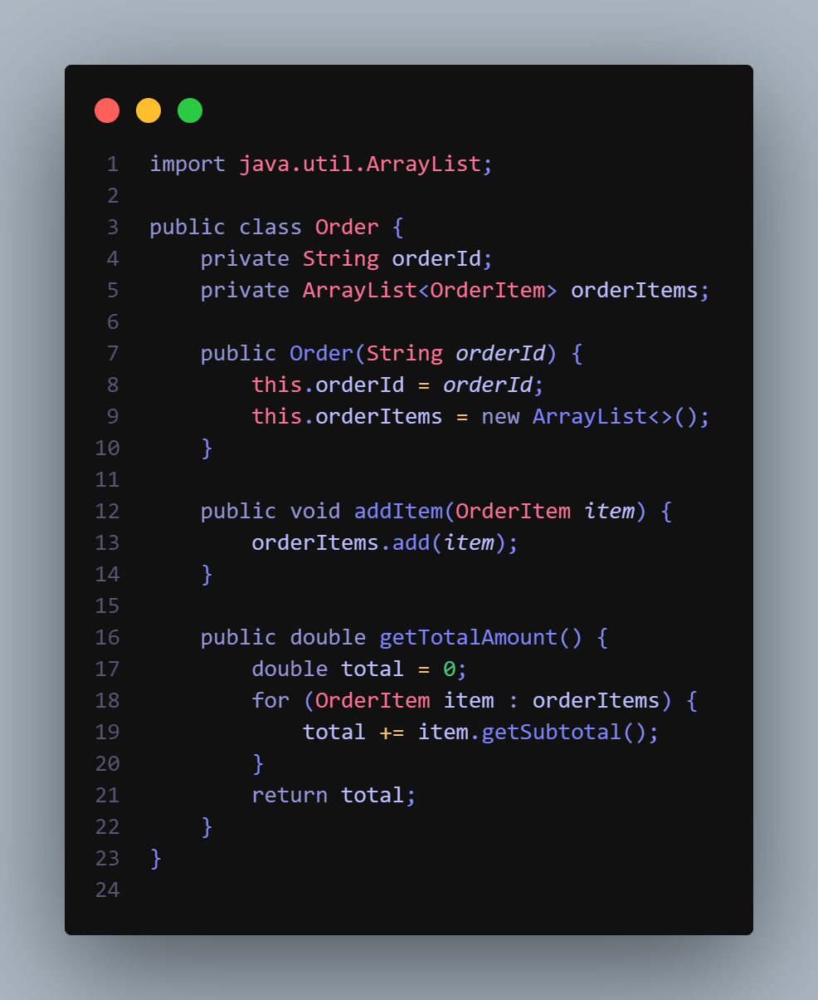 1 import java.util.ArrayList;
2
3 public class Order {
4     private String orderId;
5     private ArrayList<OrderItem> orderItems;
6
7     public Order(String orderId) {
8         this.orderId = orderId;
9         this.orderItems = new ArrayList<>();
10     }
11
12     public void addItem(OrderItem item) {
13         orderItems.add(item);
14     }
15
16     public double getTotalAmount() {
17         double total = 0;
18         for (OrderItem item : orderItems) {
19             total += item.getSubtotal();
20         }
21         return total;
22     }
23 }
24